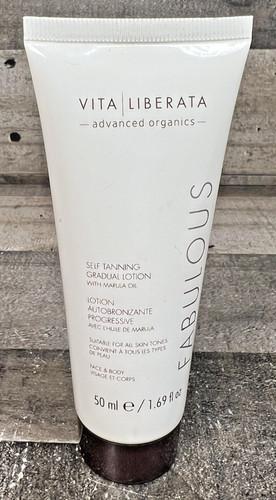 VITA | LIBERATA
— advanced organics —
FABULOUS
SELF TANNING
GRADUAL LOTION
WITH MARULA OIL
LOTION
AUTOBRONZANTE
PROGRESSIVE
AVEC L'HUILE DE MARULA
SUITABLE FOR ALL SKIN TONES
CONVIENT À TOUS LES TYPES
DE PEAU
FACE & BODY
VISAGE ET CORPS
50 ml ℮ / 1.69 fl oz